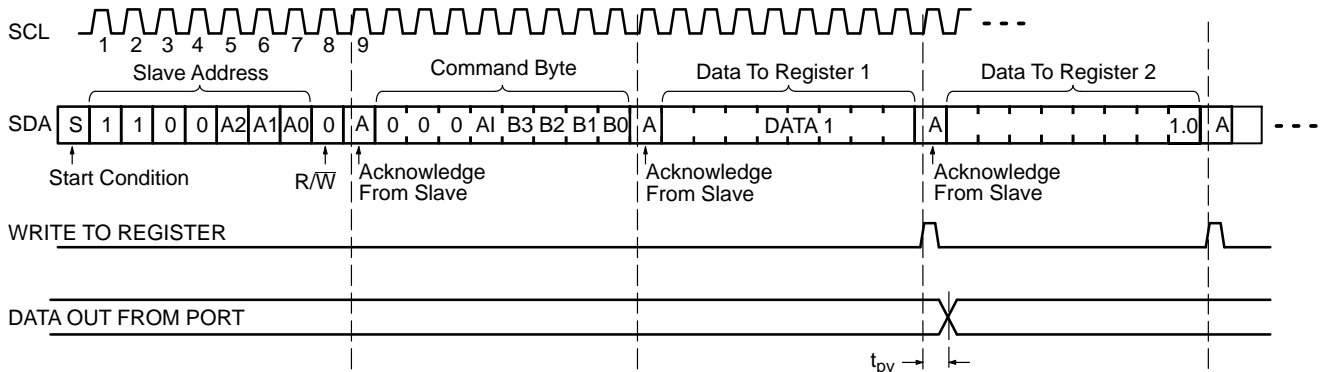 SCL
1 2 3 4 5 6 7 8 9
Slave Address
Command Byte
Data To Register 1
Data To Register 2
SDA S 1 1 0 0 A2 A1 A0 0 A 0 0 0 AI B3 B2 B1 B0 A DATA 1 A 1.0 A
Start Condition
R/W̅
Acknowledge
From Slave
Acknowledge
From Slave
Acknowledge
From Slave
WRITE TO REGISTER
DATA OUT FROM PORT
tpv